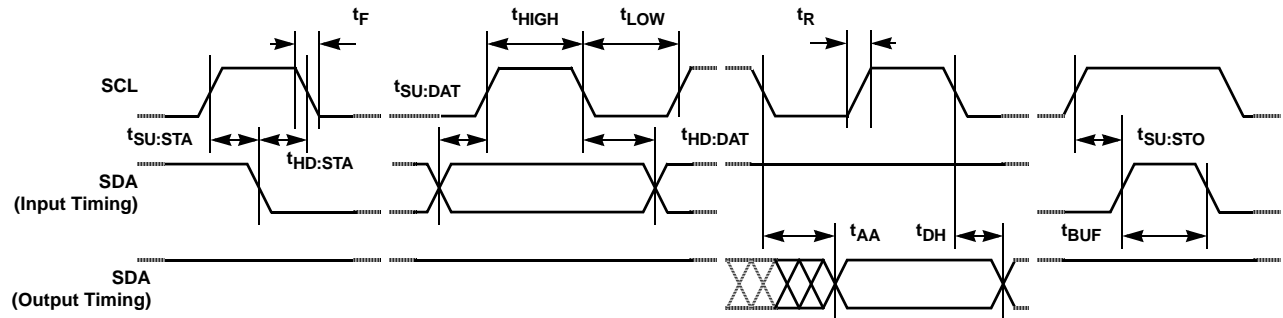 tF
tHIGH
tLOW
tR
SCL
tSU:DAT
tSU:STA
tHD:STA
tHD:DAT
tSU:STO
SDA
(Input Timing)
tAA
tDH
tBUF
SDA
(Output Timing)